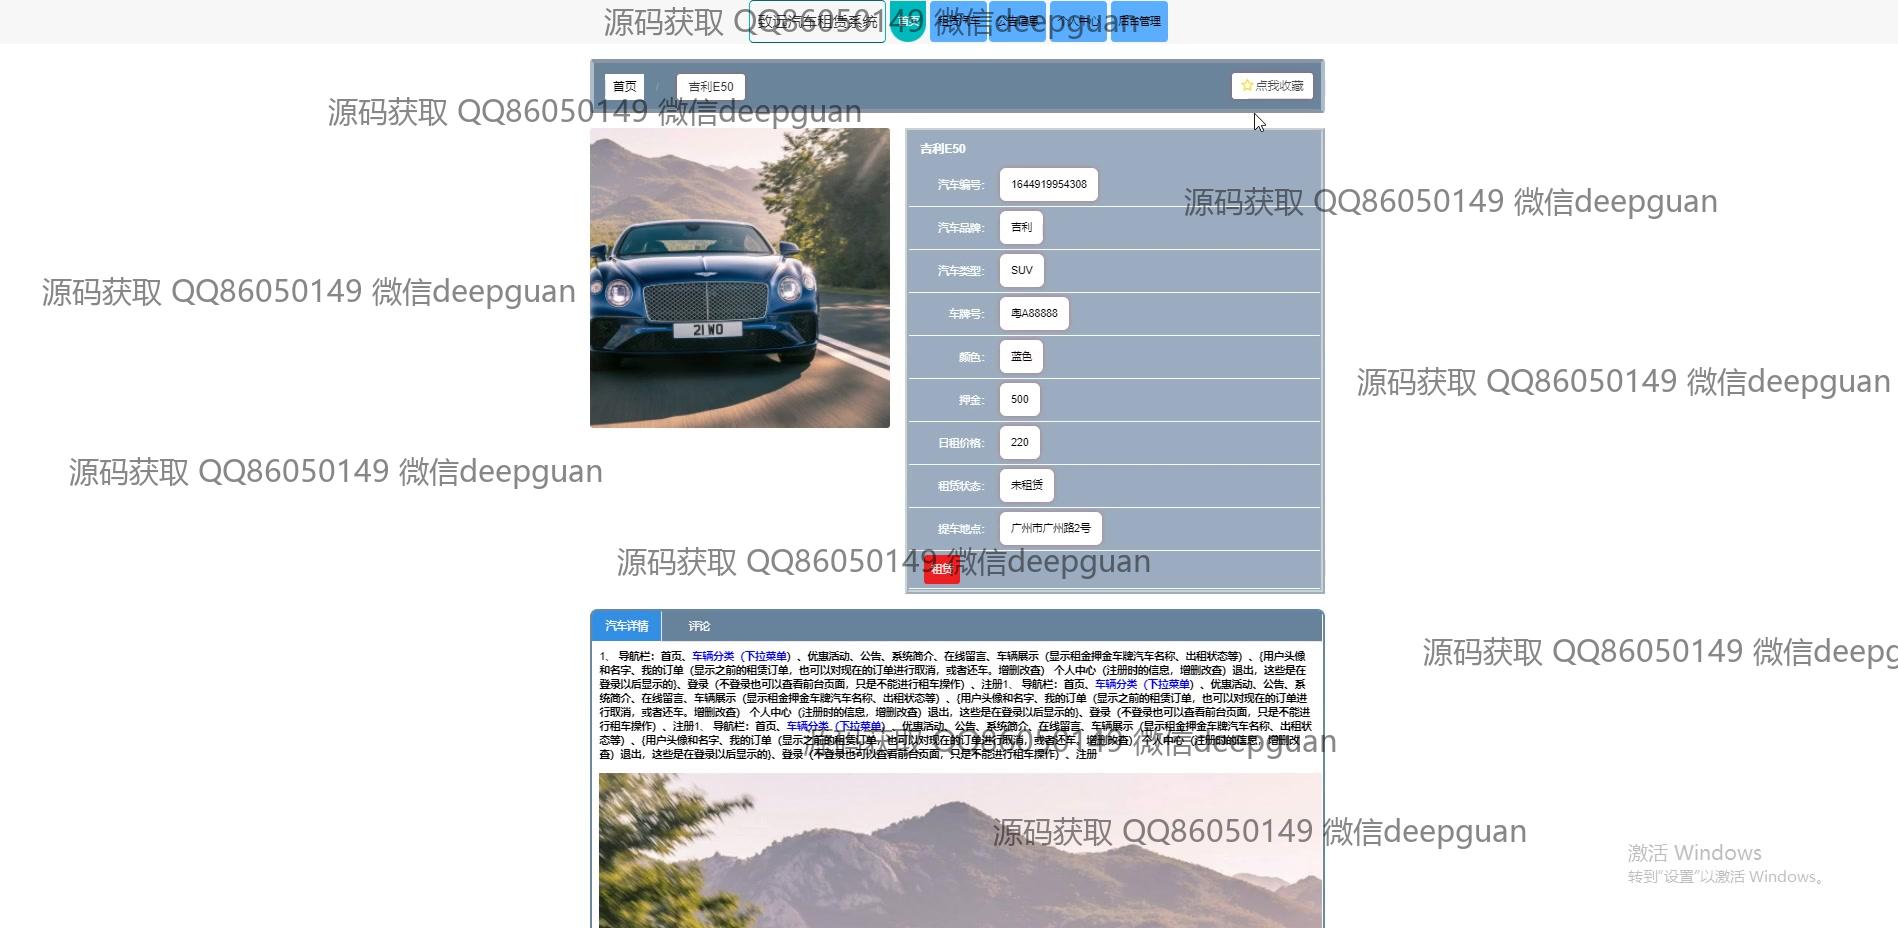 致远汽车租赁系统 首页 租赁汽车 公告信息 个人中心 后台管理
源码获取 QQ86050149 微信deepguan
首页 / 吉利E50 ☆点我收藏
源码获取 QQ86050149 微信deepguan
吉利E50
汽车编号: 1644919954308
源码获取 QQ86050149 微信deepguan
汽车品牌: 吉利
汽车类型: SUV
源码获取 QQ86050149 微信deepguan
车牌号: 粤A88888
21 WO
颜色: 蓝色
源码获取 QQ86050149 微信deepguan
押金: 500
日租价格: 220
源码获取 QQ86050149 微信deepguan
租赁状态: 未租赁
提车地点: 广州市广州路2号
源码获取 QQ86050149 微信deepguan
租赁
汽车详情 评论
源码获取 QQ86050149 微信deepg
1、 导航栏：首页、车辆分类（下拉菜单）、优惠活动、公告、系统简介、在线留言、车辆展示（显示租金押金车牌汽车名称、出租状态等）、{用户头像
和名字、我的订单（显示之前的租赁订单，也可以对现在的订单进行取消，或者还车。增删改查） 个人中心（注册时的信息，增删改查）退出，这些是在
登录以后显示的}、登录（不登录也可以查看前台页面，只是不能进行租车操作）、注册1、 导航栏：首页、车辆分类（下拉菜单）、优惠活动、公告、系
统简介、在线留言、车辆展示（显示租金押金车牌汽车名称、出租状态等）、{用户头像和名字、我的订单（显示之前的租赁订单，也可以对现在的订单进
行取消，或者还车。增删改查） 个人中心（注册时的信息，增删改查）退出，这些是在登录以后显示的}、登录（不登录也可以查看前台页面，只是不能进
行租车操作）、注册1、 导航栏：首页、车辆分类（下拉菜单）、优惠活动、公告、系统简介、在线留言、车辆展示（显示租金押金车牌汽车名称、出租状
态等）、{用户头像和名字、我的订单（显示之前的租赁订单，也可以对现在的订单进行取消，或者还车。增删改查） 个人中心（注册时的信息，增删改
查）退出，这些是在登录以后显示的}、登录（不登录也可以查看前台页面，只是不能进行租车操作）、注册
源码获取 QQ86050149 微信deepguan
源码获取 QQ86050149 微信deepguan
激活 Windows
转到"设置"以激活 Windows。